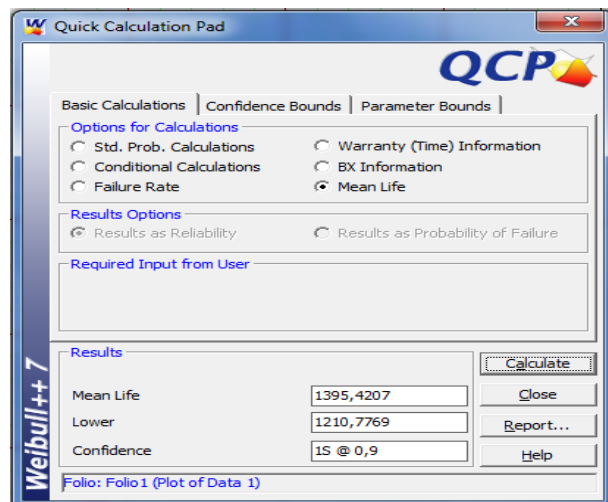 Quick Calculation Pad
QCP
Basic Calculations Confidence Bounds Parameter Bounds
Options for Calculations
Std. Prob. Calculations Warranty (Time) Information
Conditional Calculations BX Information
Failure Rate Mean Life
Results Options
Results as Reliability Results as Probability of Failure
Required Input from User
Results
Calculate
Mean Life 1395,4207 Close
Lower 1210,7769 Report...
Confidence 1S @ 0,9 Help
Weibull++ 7
Folio: Folio1 (Plot of Data 1)